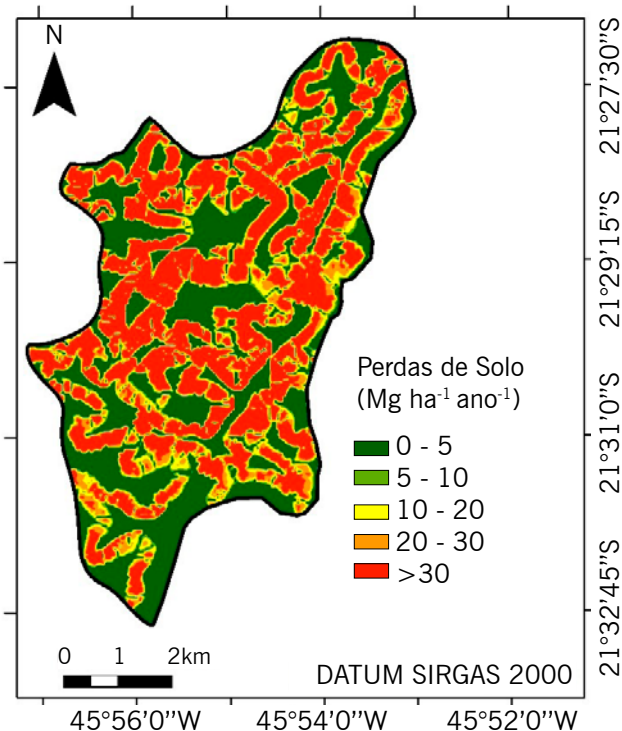 N
21°27'30"S
21°29'15"S
21°31'0"S
21°32'45"S
Perdas de Solo
(Mg ha⁻¹ ano⁻¹)
0 - 5
5 - 10
10 - 20
20 - 30
>30
0 1 2km
DATUM SIRGAS 2000
45°56'0"W 45°54'0"W 45°52'0"W